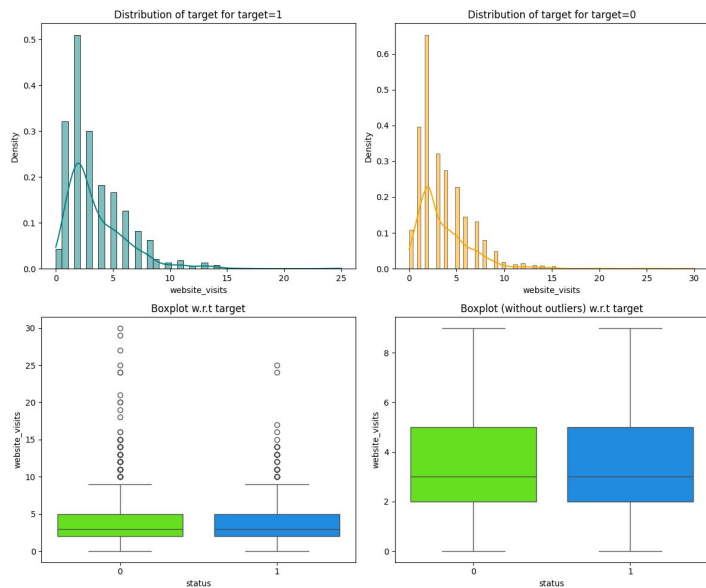 Distribution of target for target=1
0.5
0.4
0.3
0.2
0.1
0.0
Density
0 5 10 15 20 25
website_visits
Distribution of target for target=0
0.6
0.5
0.4
0.3
0.2
0.1
0.0
Density
0 5 10 15 20 25 30
website_visits
Boxplot w.r.t target
30
25
20
15
10
5
0
website_visits
0 1
status
Boxplot (without outliers) w.r.t target
8
6
4
2
0
website_visits
0 1
status